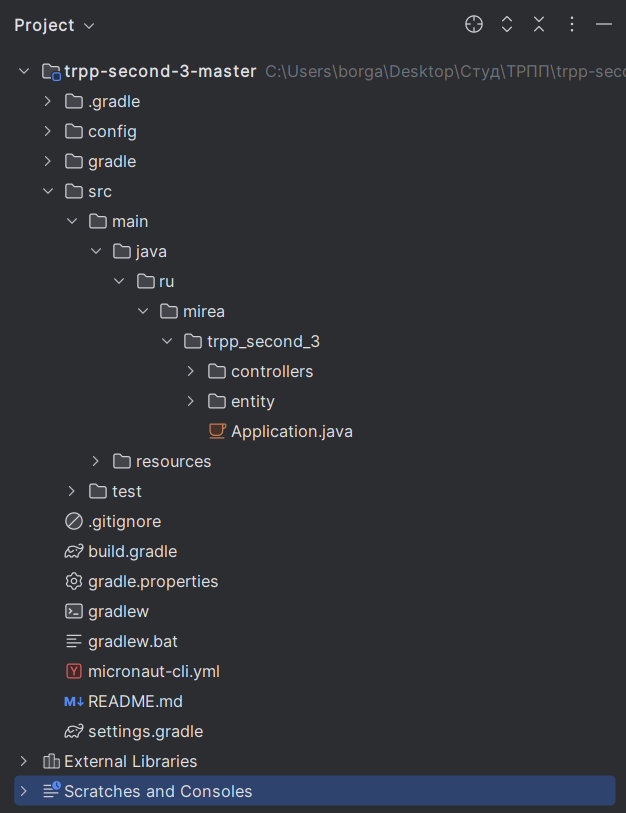 Project
trpp-second-3-master C:\Users\borga\Desktop\Студ\ТРПП\trpp-sec
.gradle
config
gradle
src
main
java
ru
mirea
trpp_second_3
controllers
entity
Application.java
resources
test
.gitignore
build.gradle
gradle.properties
gradlew
gradlew.bat
Y micronaut-cli.yml
M↓ README.md
settings.gradle
External Libraries
Scratches and Consoles